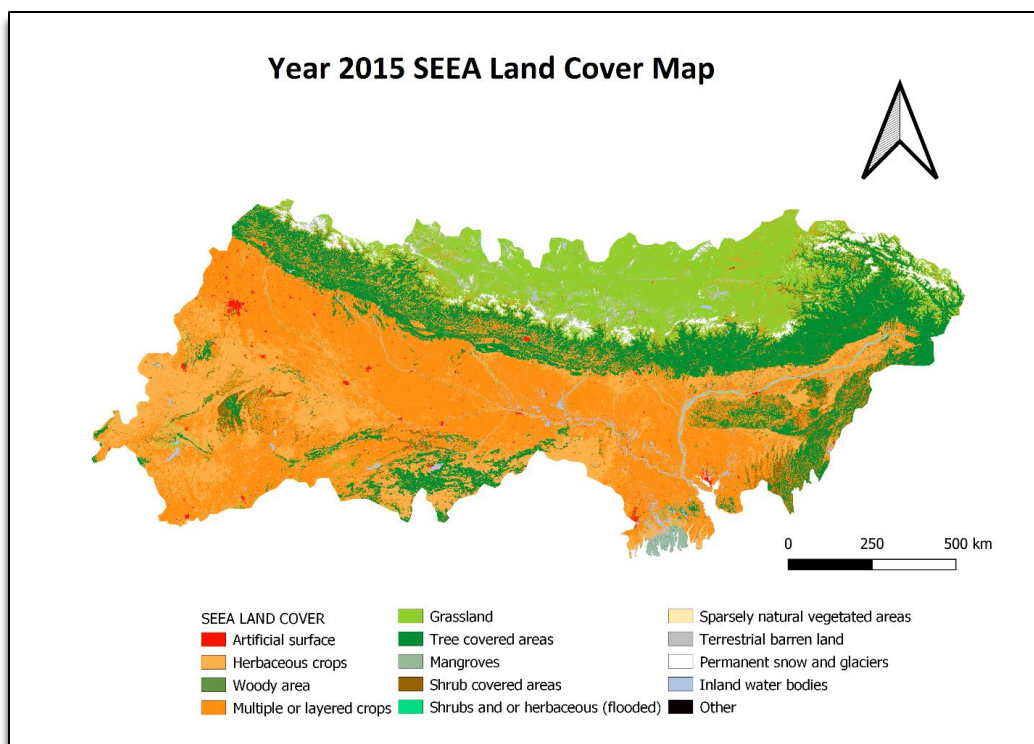 Year 2015 SEEA Land Cover Map
0 250 500 km
SEEA LAND COVER
Artificial surface
Herbaceous crops
Woody area
Multiple or layered crops
Grassland
Tree covered areas
Mangroves
Shrub covered areas
Shrubs and or herbaceous (flooded)
Sparsely natural vegetated areas
Terrestrial barren land
Permanent snow and glaciers
Inland water bodies
Other